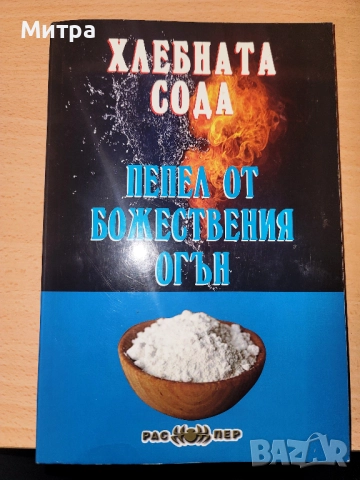 Митра
ХЛЕБНАТА
СОДА
ПЕПЕЛ ОТ
БОЖЕСТВЕНИЯ
ОГЪН
РАС ПЕР
BAZAR